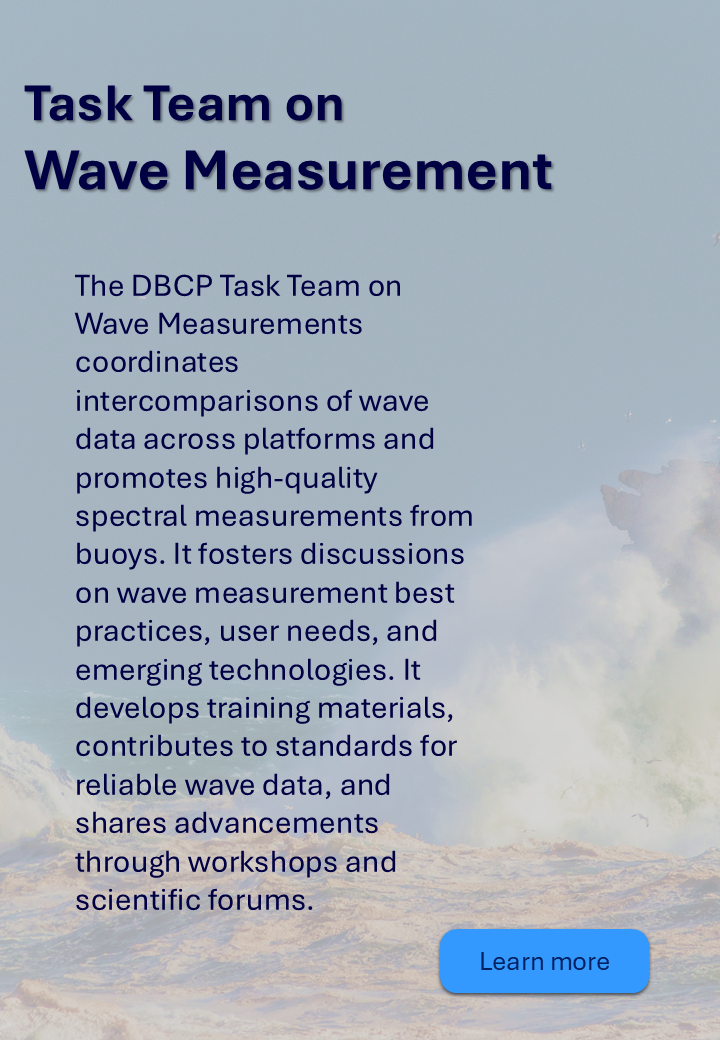 Task Team on
Wave Measurement
The DBCP Task Team on
Wave Measurements
coordinates
intercomparisons of wave
data across platforms and
promotes high-quality
spectral measurements from
buoys. It fosters discussions
on wave measurement best
practices, user needs, and
emerging technologies. It
develops training materials,
contributes to standards for
reliable wave data, and
shares advancements
through workshops and
scientific forums.
Learn more